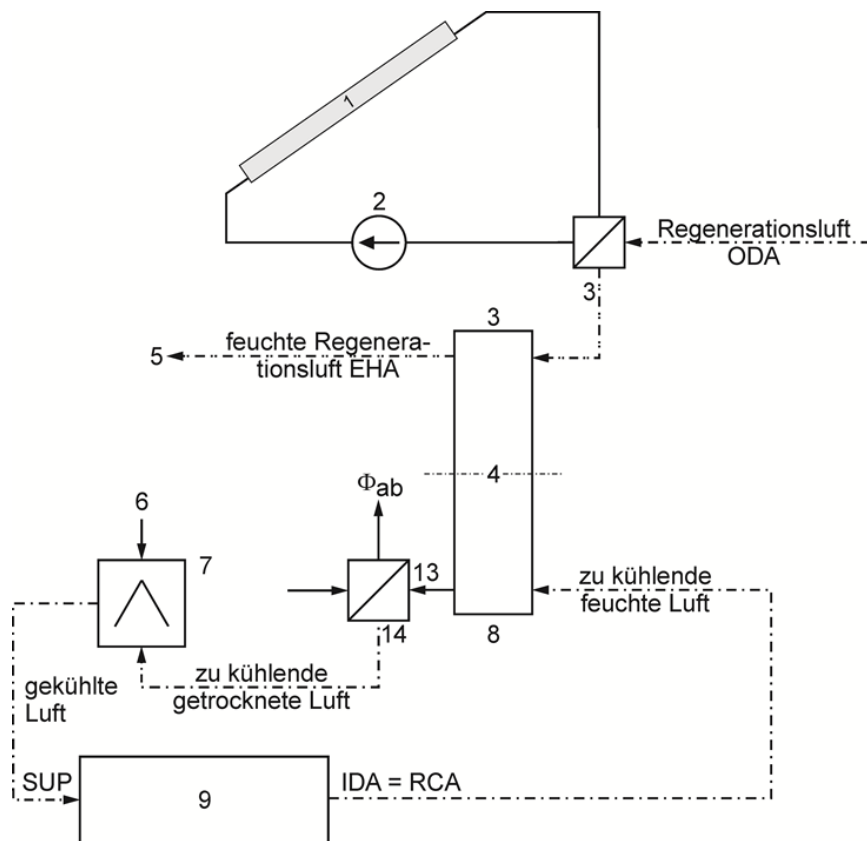 1
2
Regenerationsluft
ODA
3
3
feuchte Regenera-
tionsluft EHA
5
4
Φab
6
7
13
zu kühlende
feuchte Luft
14
8
gekühlte
Luft
zu kühlende
getrocknete Luft
SUP
9
IDA = RCA